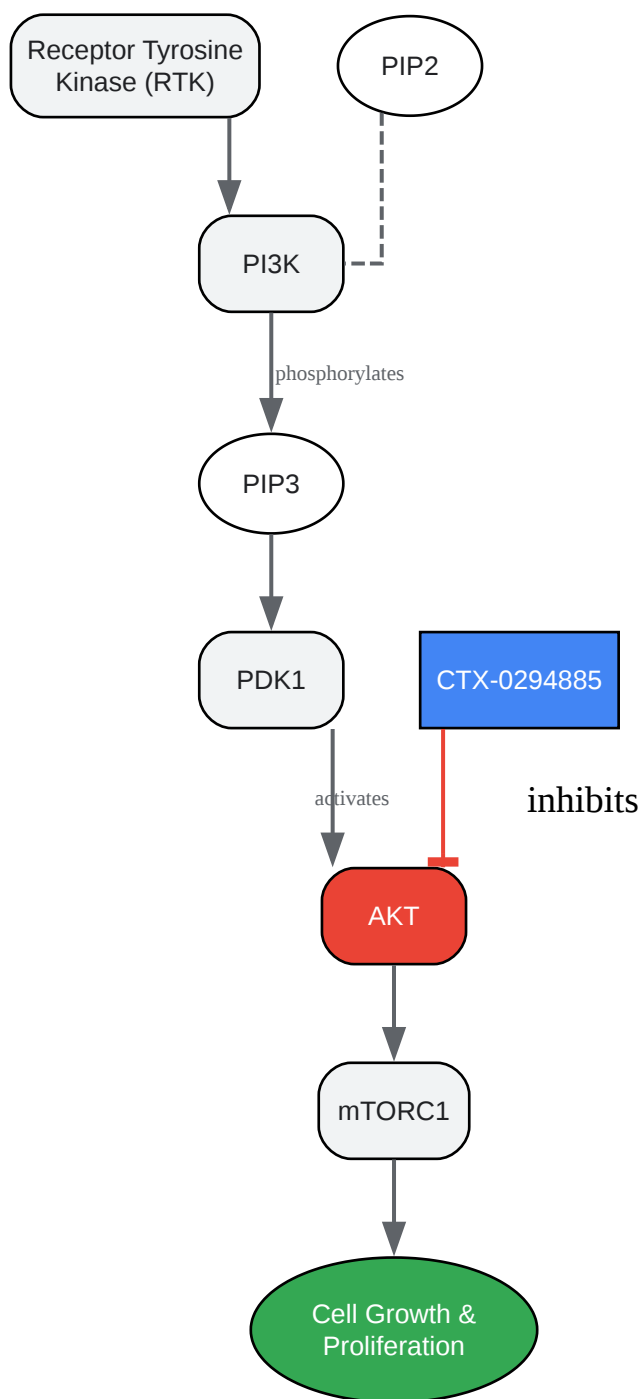 Receptor Tyrosine
Kinase (RTK)
PIP2
PI3K
phosphorylates
PIP3
PDK1
CTX-0294885
activates
inhibits
AKT
mTORC1
Cell Growth &
Proliferation